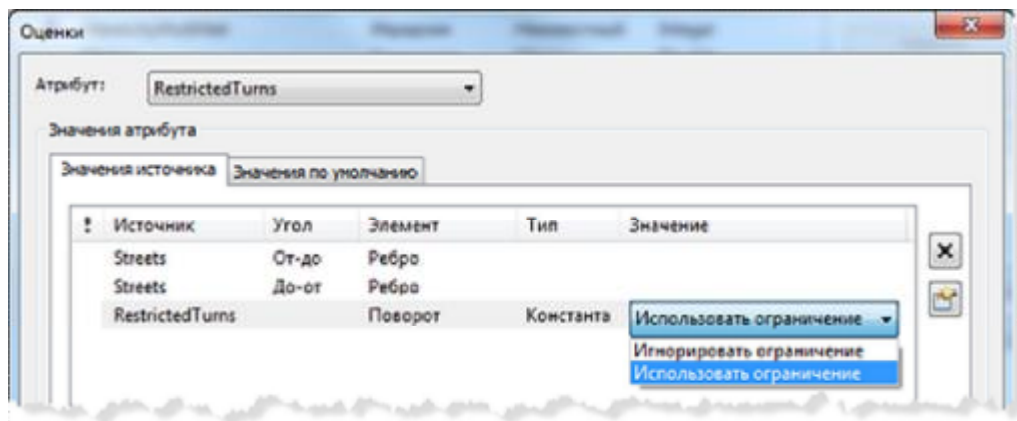 Оценки
Атрибут: RestrictedTurns
Значения атрибута
Значения источника Значения по умолчанию
! Источник Угол Элемент Тип Значение
Streets От-до Ребро
Streets До-от Ребро
RestrictedTurns Поворот Константа Использовать ограничение
Игнорировать ограничение
Использовать ограничение